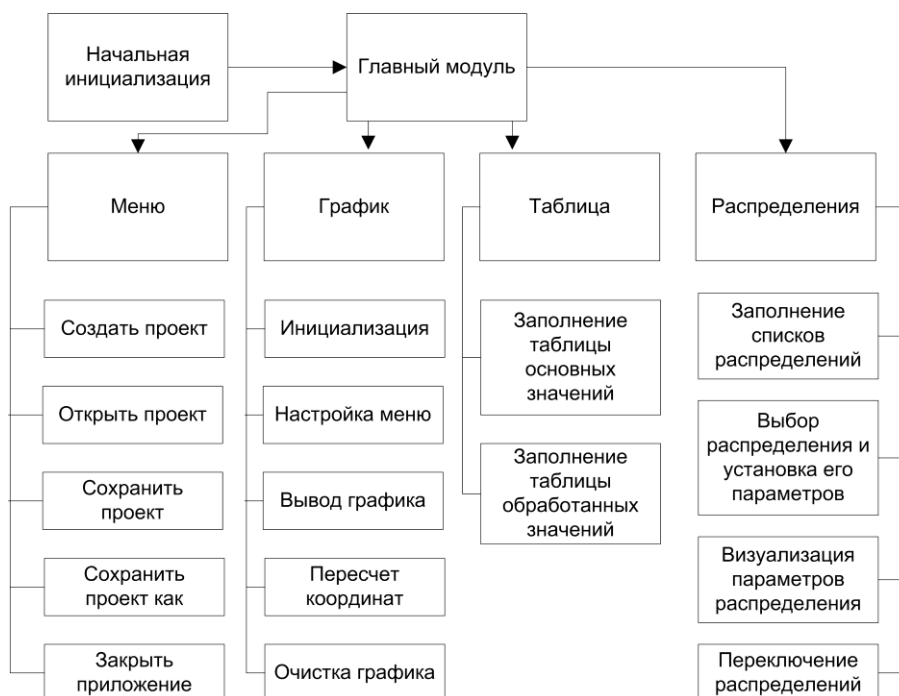 Начальная
инициализация
Главный модуль
Меню
График
Таблица
Распределения
Создать проект
Открыть проект
Сохранить
проект
Сохранить
проект как
Закрыть
приложение
Инициализация
Настройка меню
Вывод графика
Пересчет
координат
Очистка графика
Заполнение
таблицы
основных
значений
Заполнение
таблицы
обработанных
значений
Заполнение
списков
распределений
Выбор
распределения и
установка его
параметров
Визуализация
параметров
распределения
Переключение
распределений